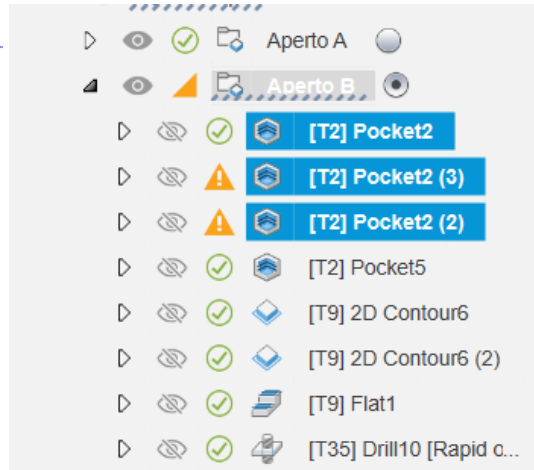 Aperto A
Aperto B
[T2] Pocket2
[T2] Pocket2 (3)
[T2] Pocket2 (2)
[T2] Pocket5
[T9] 2D Contour6
[T9] 2D Contour6 (2)
[T9] Flat1
[T35] Drill10 [Rapid o...